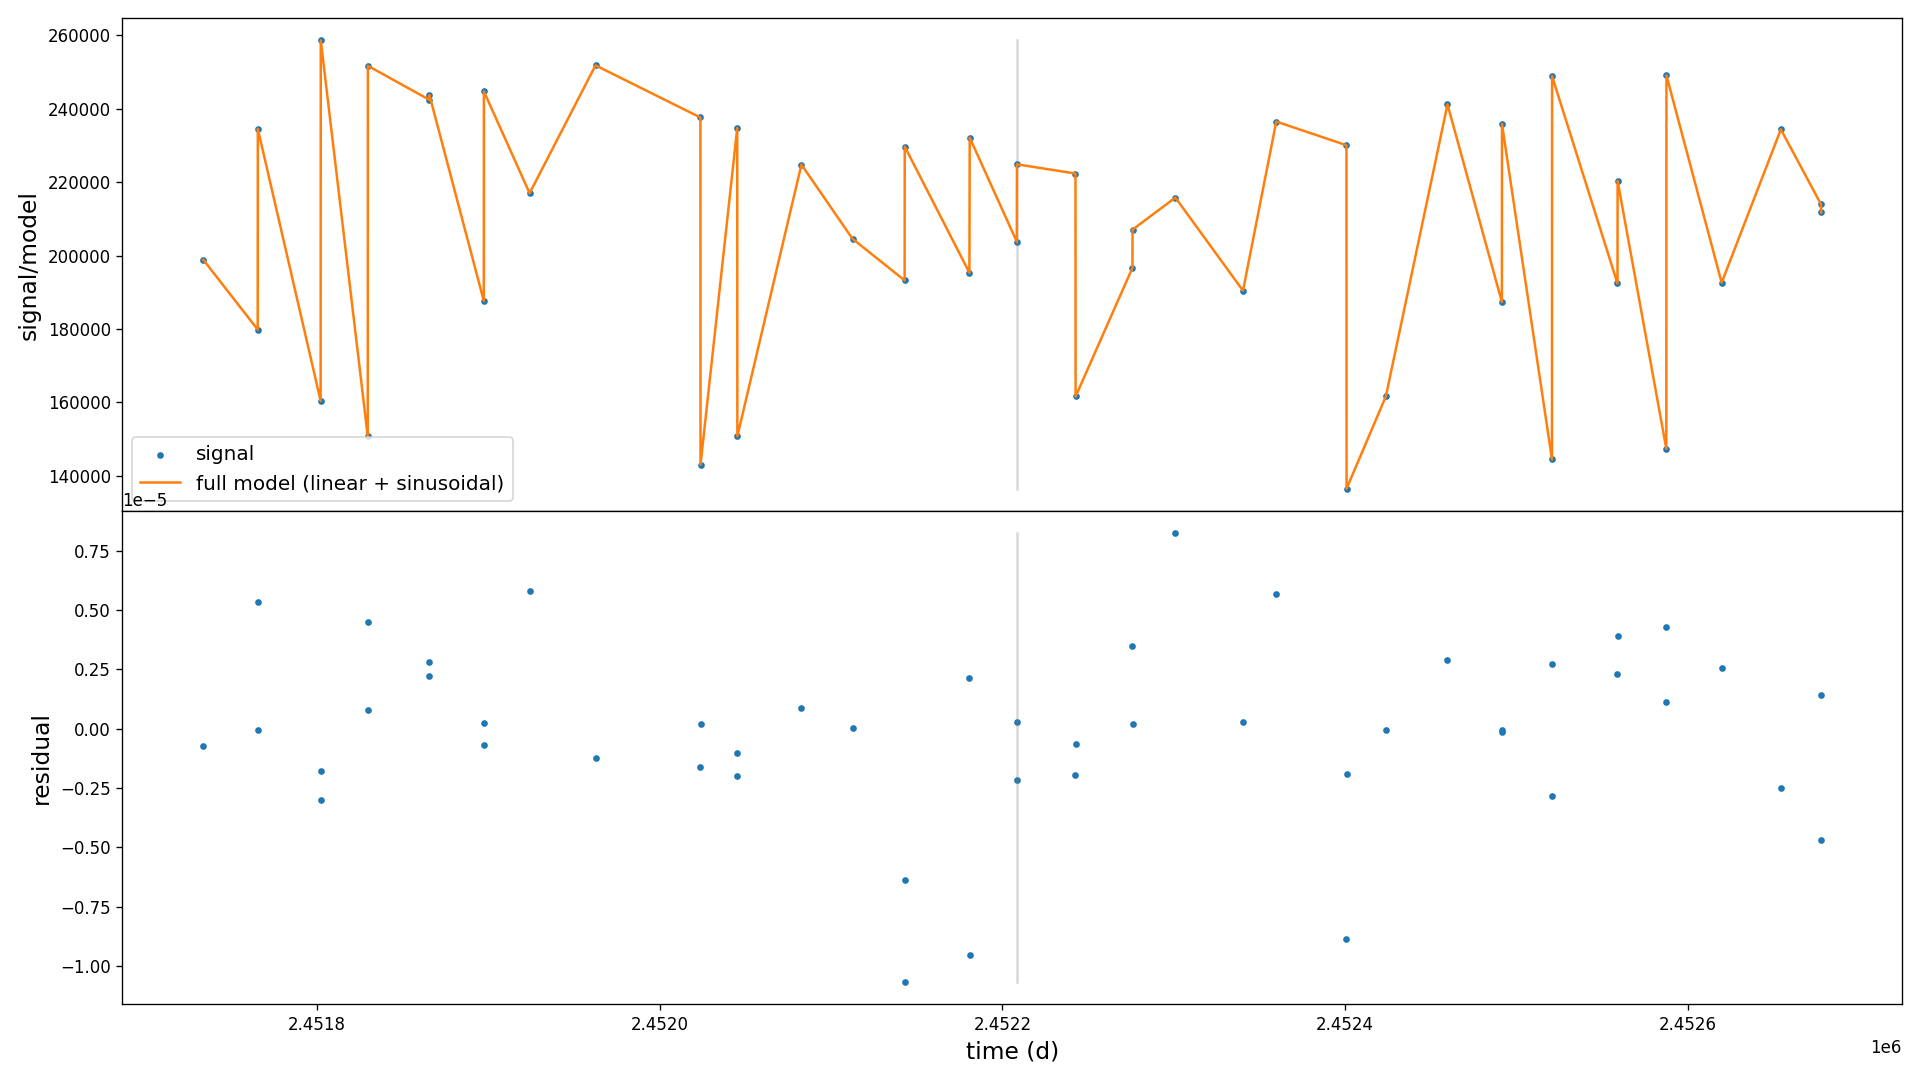 260000
240000
220000
200000
180000
160000
140000
signal/model
signal
full model (linear + sinusoidal)
1e−5
0.75
0.50
0.25
0.00
−0.25
−0.50
−0.75
−1.00
residual
2.4518
2.4520
2.4522
2.4524
2.4526
time (d)
1e6